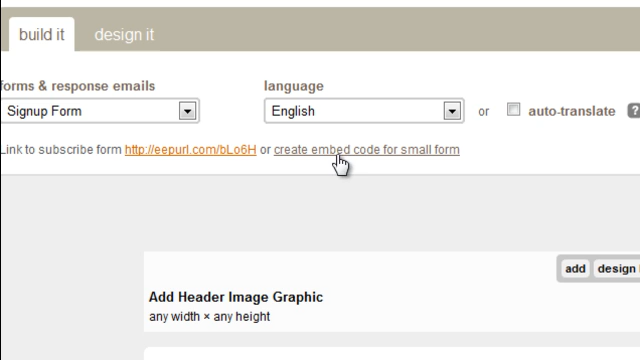 build it design it
forms & response emails language
Signup Form English or auto-translate ?
Link to subscribe form http://eepurl.com/bLo6H or create embed code for small form
add design
Add Header Image Graphic
any width × any height